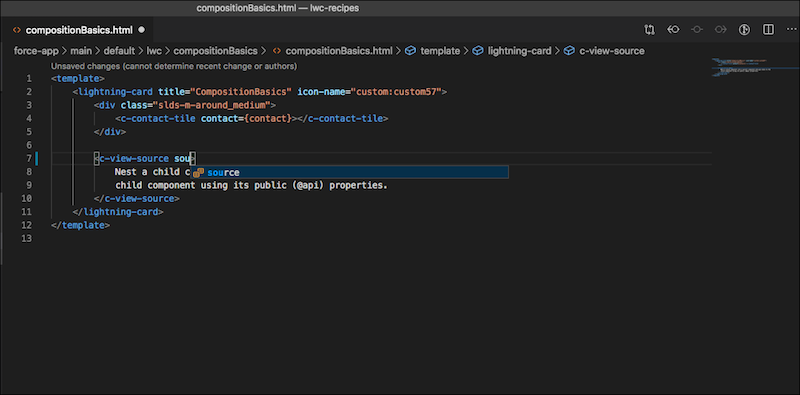 compositionBasics.html — lwc-recipes
compositionBasics.html
force-app > main > default > lwc > compositionBasics > compositionBasics.html > template > lightning-card > c-view-source
Unsaved changes (cannot determine recent change or authors)
1 <template>
2 <lightning-card title="CompositionBasics" icon-name="custom:custom57">
3 <div class="slds-m-around_medium">
4 <c-contact-tile contact={contact}></c-contact-tile>
5 </div>
6
7 <c-view-source sou>
8 Nest a child c source
9 child component using its public (@api) properties.
10 </c-view-source>
11 </lightning-card>
12 </template>
13